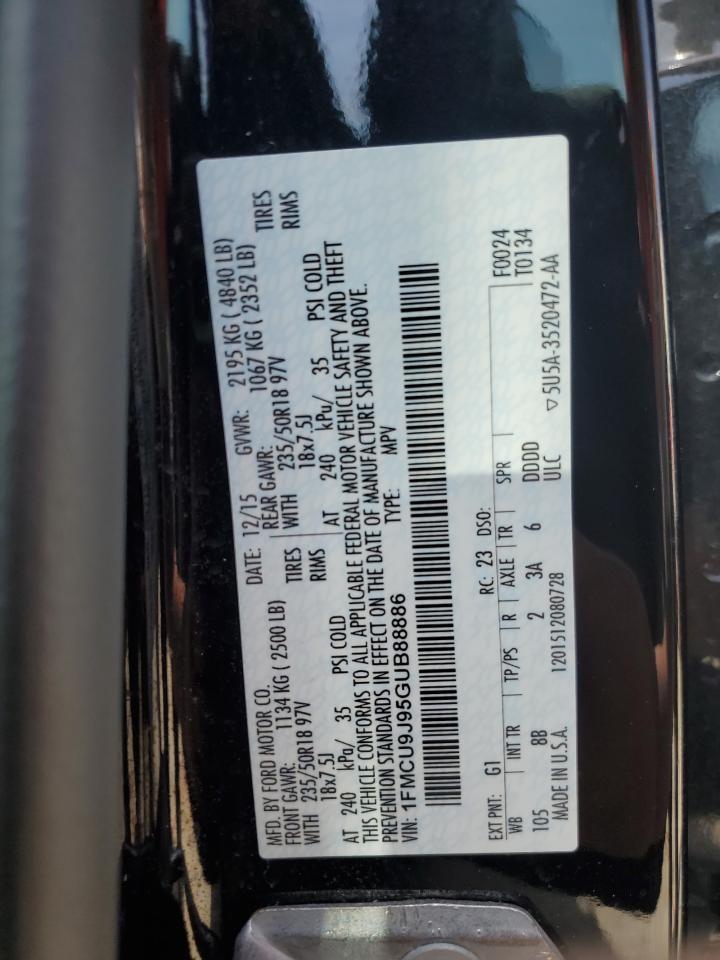 MFD. BY FORD MOTOR CO. DATE: 12/15 GVWR: 2195 KG ( 4840 LB)
FRONT GAWR: 1134 KG ( 2500 LB) REAR GAWR: 1067 KG ( 2352 LB)
WITH 235/50R18 97V TIRES WITH 235/50R18 97V TIRES
18x7.5J RIMS 18x7.5J RIMS
AT 240 kPa/ 35 PSI COLD AT 240 kPa/ 35 PSI COLD
THIS VEHICLE CONFORMS TO ALL APPLICABLE FEDERAL MOTOR VEHICLE SAFETY AND THEFT
PREVENTION STANDARDS IN EFFECT ON THE DATE OF MANUFACTURE SHOWN ABOVE.
VIN: 1FMCU9J95GUB88886 TYPE: MPV
EXT PNT: G1 RC: 23 DSO: F0024
WB INT TR TP/PS R AXLE TR SPR T0134
105 8B 2 3A 6 DDDD
MADE IN U.S.A. 1201512080728 ULC ▽5U5A-3520472-AA